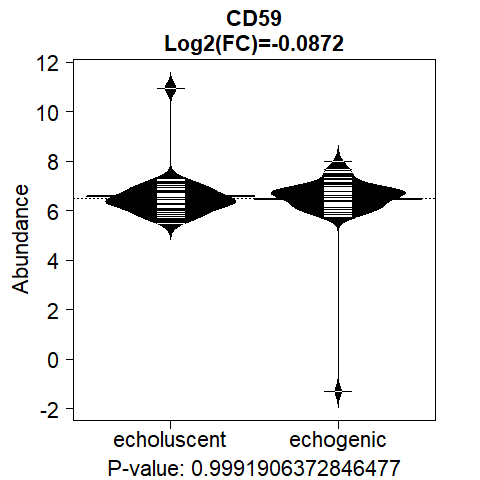 CD59
Log2(FC)=-0.0872
Abundance
12
10
8
6
4
2
0
-2
echoluscent echogenic
P-value: 0.9991906372846477